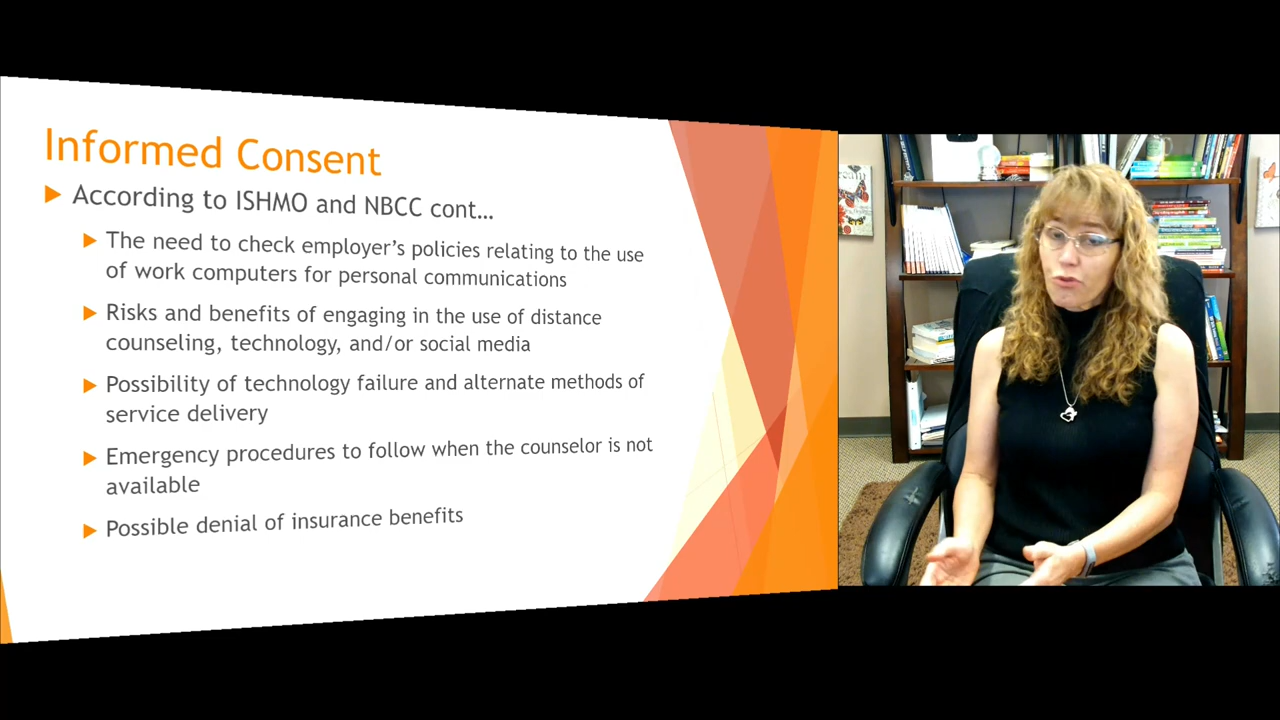 Informed Consent
According to ISHMO and NBCC cont…
The need to check employer's policies relating to the use
of work computers for personal communications
Risks and benefits of engaging in the use of distance
counseling, technology, and/or social media
Possibility of technology failure and alternate methods of
service delivery
Emergency procedures to follow when the counselor is not
available
Possible denial of insurance benefits